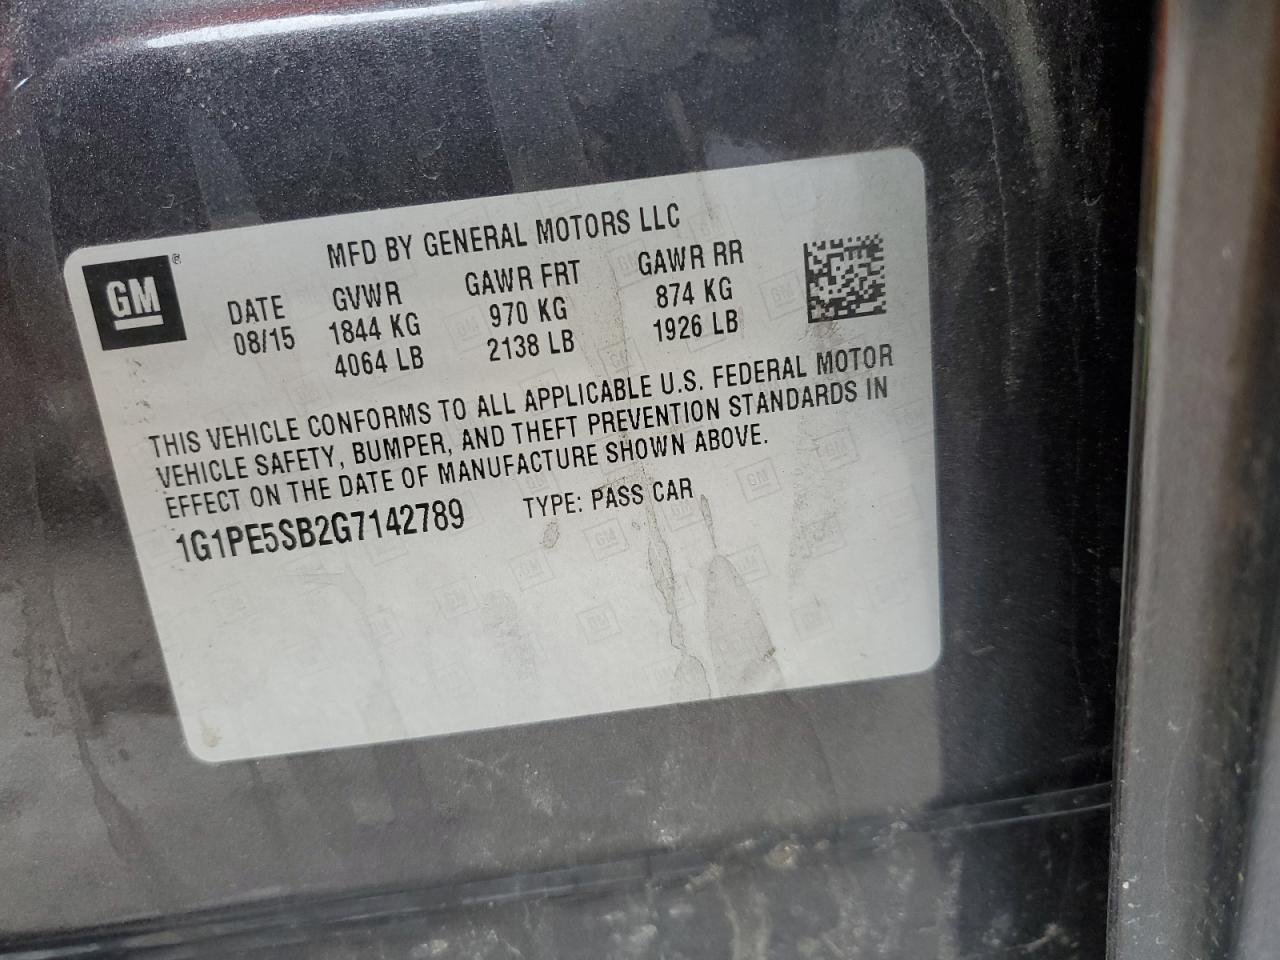 GM ®
MFD BY GENERAL MOTORS LLC
DATE GVWR GAWR FRT GAWR RR
08/15 1844 KG 970 KG 874 KG
4064 LB 2138 LB 1926 LB
THIS VEHICLE CONFORMS TO ALL APPLICABLE U.S. FEDERAL MOTOR
VEHICLE SAFETY, BUMPER, AND THEFT PREVENTION STANDARDS IN
EFFECT ON THE DATE OF MANUFACTURE SHOWN ABOVE.
1G1PE5SB2G7142789 TYPE: PASS CAR